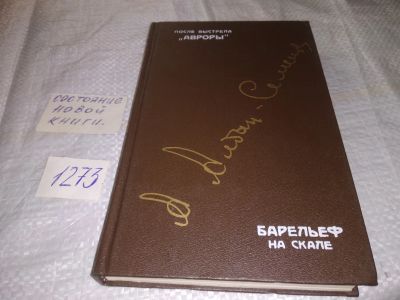 ПОСЛЕ ВЫСТРЕЛА
„АВРОРЫ"
А Алдан-Семенов
БАРЕЛЬЕФ
НА СКАЛЕ
СОСТОЯНИЕ
НОВОЙ
КНИГИ.
1273